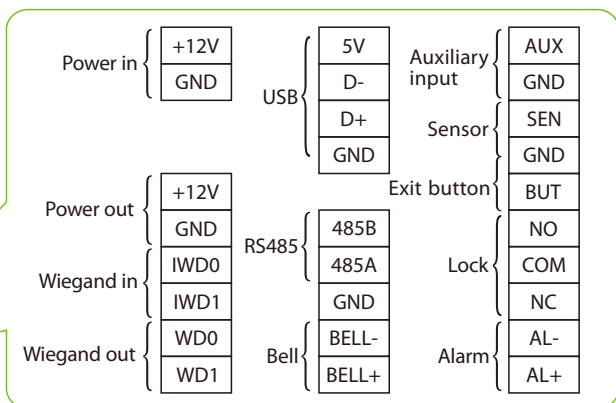 Power in
+12V
GND
Power out
+12V
GND
Wiegand in
IWD0
IWD1
Wiegand out
WD0
WD1
USB
5V
D-
D+
GND
RS485
485B
485A
GND
Bell
BELL-
BELL+
Auxiliary
input
AUX
GND
Sensor
SEN
GND
Exit button
BUT
Lock
NO
COM
NC
Alarm
AL-
AL+